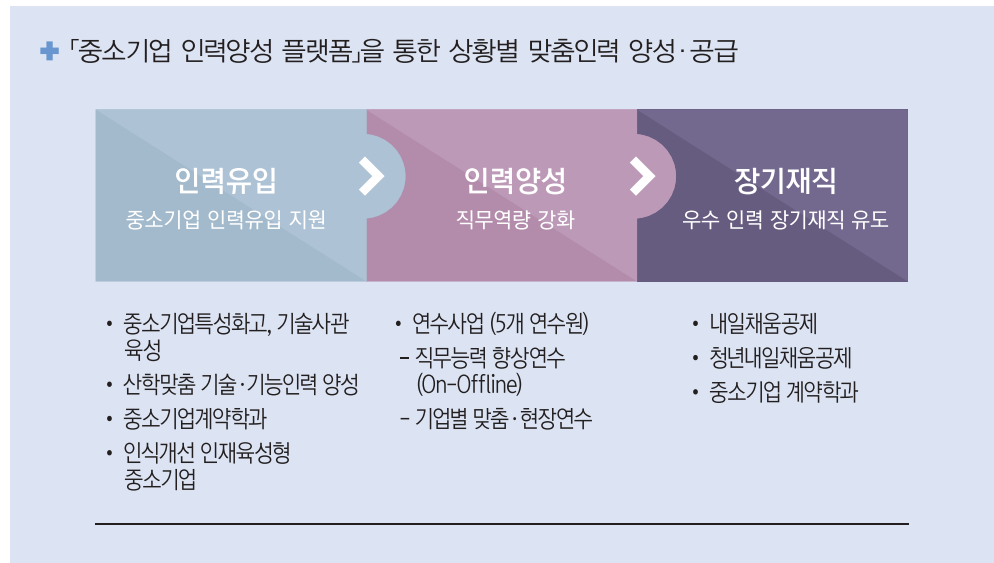 「중소기업 인력양성 플랫폼」을 통한 상황별 맞춤인력 양성·공급
인력유입
중소기업 인력유입 지원
인력양성
직무역량 강화
장기재직
우수 인력 장기재직 유도
• 중소기업특성화고, 기술사관
육성
• 산학맞춤 기술·기능인력 양성
• 중소기업계약학과
• 인식개선 인재육성형
중소기업
• 연수사업 (5개 연수원)
– 직무능력 향상연수
(On-Offline)
– 기업별 맞춤·현장연수
• 내일채움공제
• 청년내일채움공제
• 중소기업 계약학과